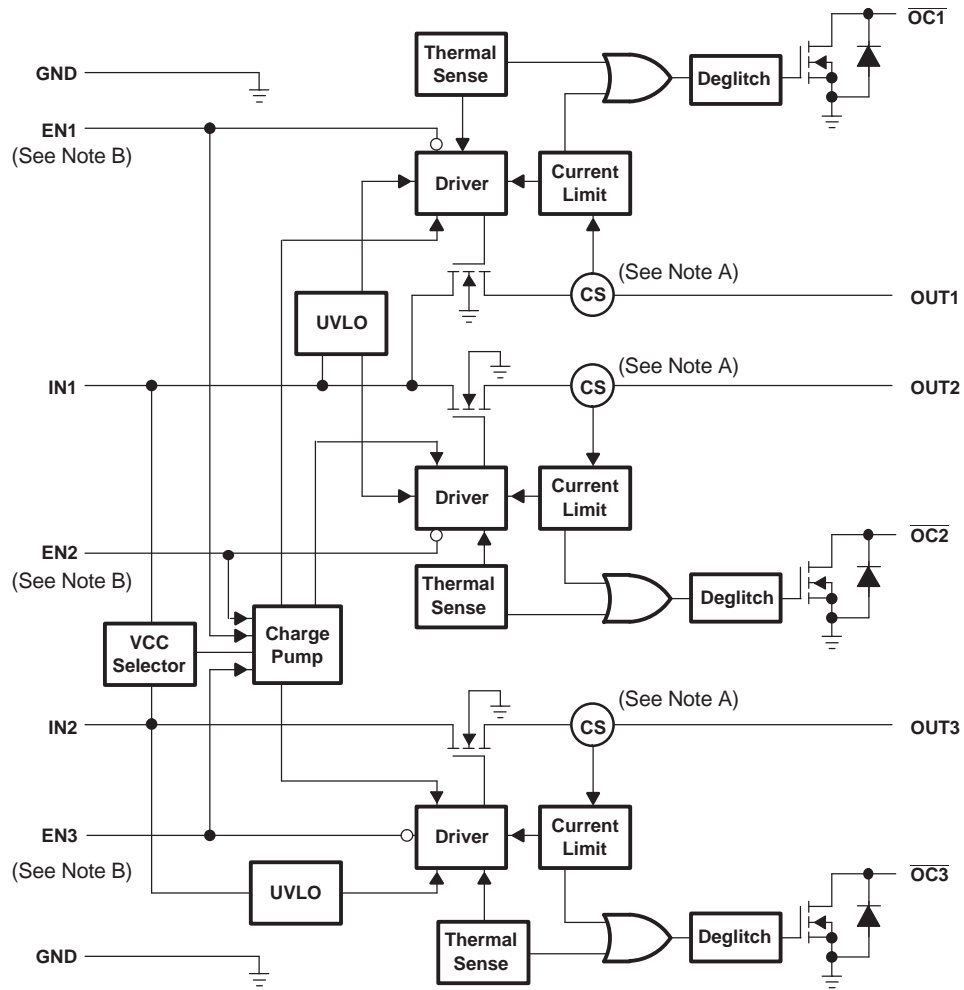 OC1
Thermal
Sense
Deglitch
GND
EN1
(See Note B)
Driver
Current
Limit
(See Note A)
CS
OUT1
UVLO
(See Note A)
IN1
CS
OUT2
Driver
Current
Limit
EN2
(See Note B)
OC2
Thermal
Sense
Deglitch
VCC
Selector
Charge
Pump
(See Note A)
IN2
CS
OUT3
EN3
(See Note B)
Driver
Current
Limit
UVLO
OC3
Thermal
Sense
Deglitch
GND